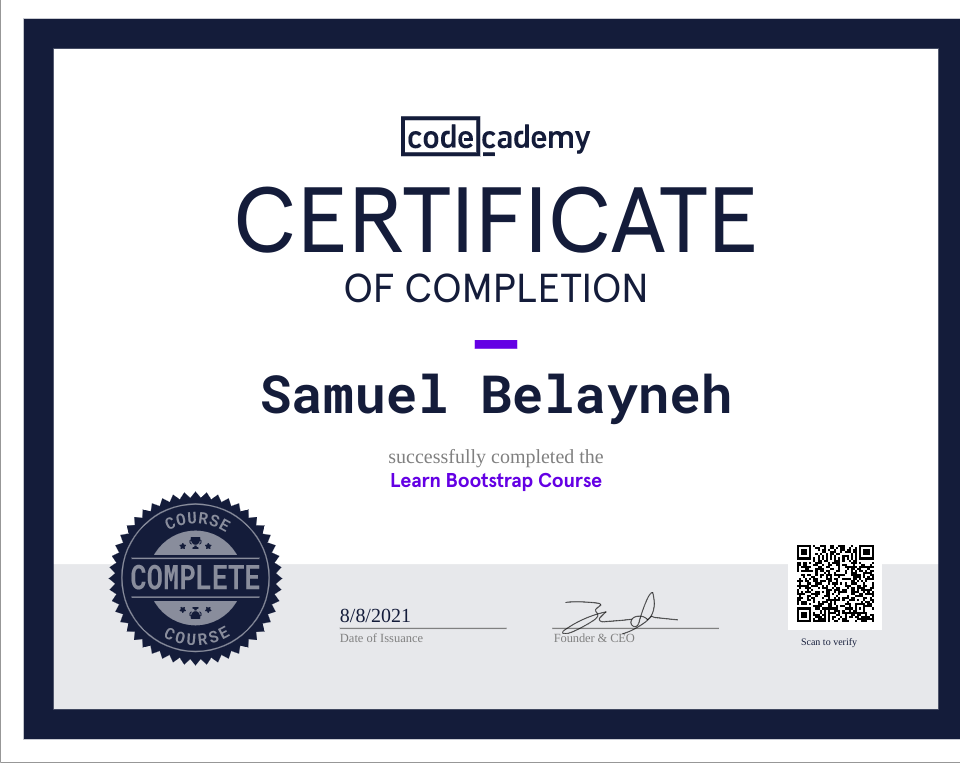 codecademy
CERTIFICATE
OF COMPLETION
Samuel Belayneh
successfully completed the
Learn Bootstrap Course
COURSE
COMPLETE
COURSE
8/8/2021
Date of Issuance
Founder & CEO
Scan to verify